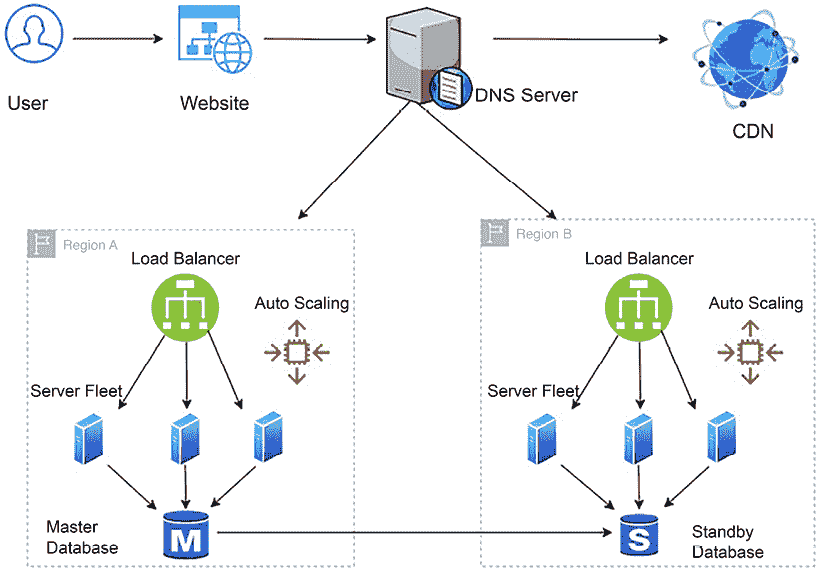 User
Website
DNS Server
CDN
Region A
Load Balancer
Auto Scaling
Server Fleet
Master
Database
M
Region B
Load Balancer
Auto Scaling
Server Fleet
S
Standby
Database